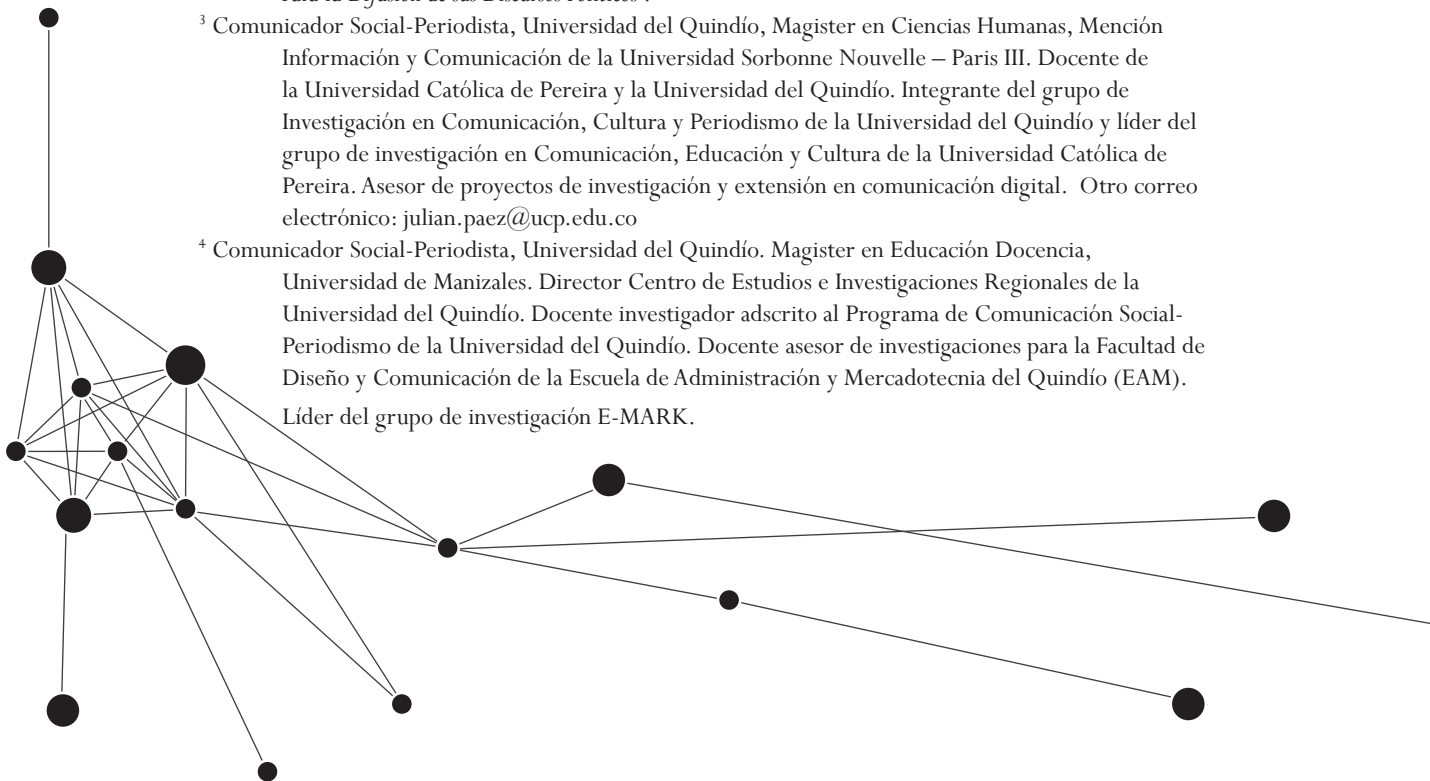 la Difusión de sus Discursos Políticos".
³ Comunicador Social-Periodista, Universidad del Quindío, Magister en Ciencias Humanas, Mención
Información y Comunicación de la Universidad Sorbonne Nouvelle – Paris III. Docente de
la Universidad Católica de Pereira y la Universidad del Quindío. Integrante del grupo de
Investigación en Comunicación, Cultura y Periodismo de la Universidad del Quindío y líder del
grupo de investigación en Comunicación, Educación y Cultura de la Universidad Católica de
Pereira. Asesor de proyectos de investigación y extensión en comunicación digital.  Otro correo
electrónico: julian.paez@ucp.edu.co
⁴ Comunicador Social-Periodista, Universidad del Quindío. Magister en Educación Docencia,
Universidad de Manizales. Director Centro de Estudios e Investigaciones Regionales de la
Universidad del Quindío. Docente investigador adscrito al Programa de Comunicación Social-
Periodismo de la Universidad del Quindío. Docente asesor de investigaciones para la Facultad de
Diseño y Comunicación de la Escuela de Administración y Mercadotecnia del Quindío (EAM).
Líder del grupo de investigación E-MARK.